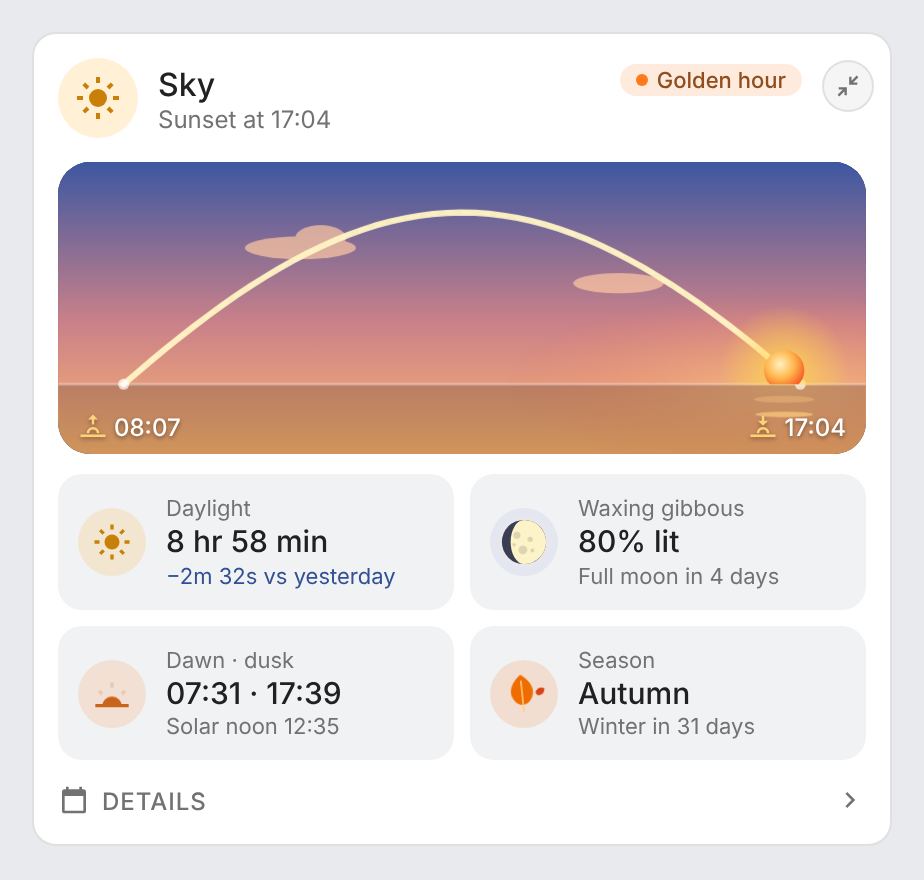 Sky
Sunset at 17:04
Golden hour
08:07
17:04
Daylight
8 hr 58 min
−2m 32s vs yesterday
Waxing gibbous
80% lit
Full moon in 4 days
Dawn · dusk
07:31 · 17:39
Solar noon 12:35
Season
Autumn
Winter in 31 days
DETAILS